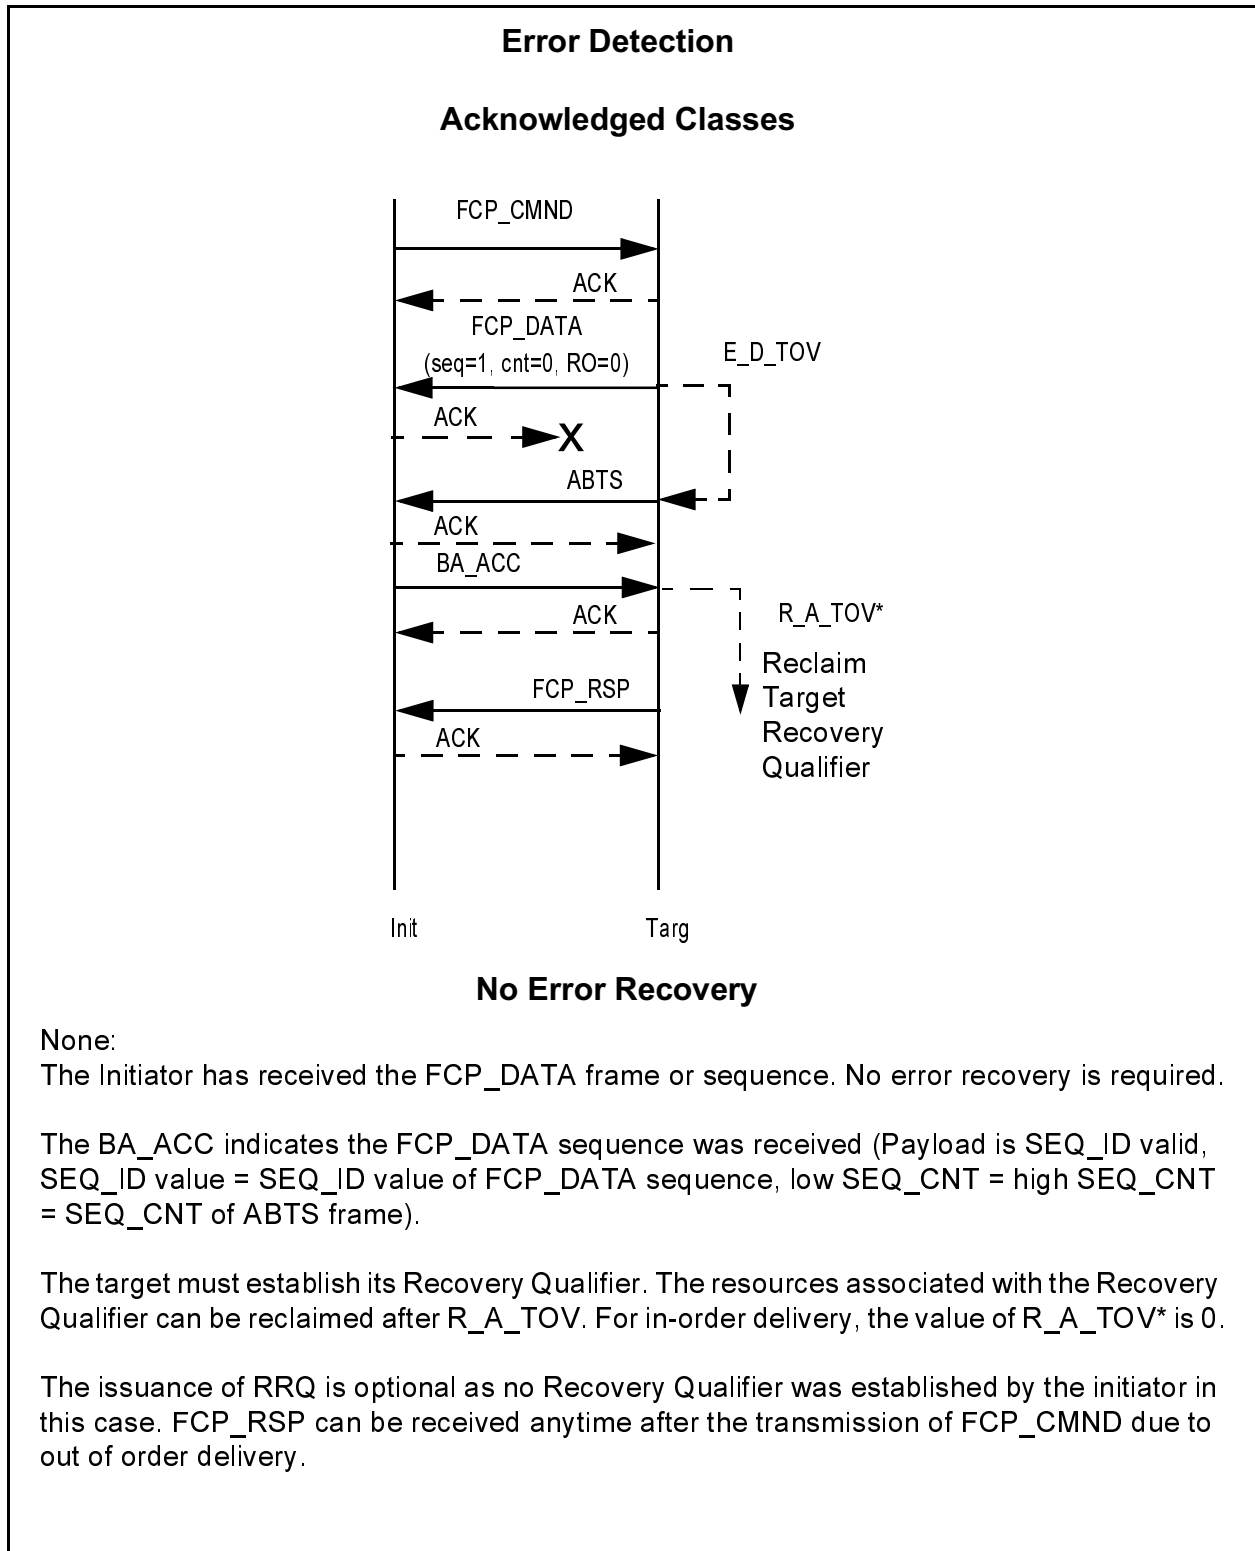 Error Detection
Acknowledged Classes
FCP_CMND
ACK
FCP_DATA
(seq=1, cnt=0, RO=0)
E_D_TOV
ACK
X
ABTS
ACK
BA_ACC
ACK
R_A_TOV*
Reclaim
Target
Recovery
Qualifier
FCP_RSP
ACK
Init
Targ
No Error Recovery
None:
The Initiator has received the FCP_DATA frame or sequence. No error recovery is required.
The BA_ACC indicates the FCP_DATA sequence was received (Payload is SEQ_ID valid,
SEQ_ID value = SEQ_ID value of FCP_DATA sequence, low SEQ_CNT = high SEQ_CNT
= SEQ_CNT of ABTS frame).
The target must establish its Recovery Qualifier. The resources associated with the Recovery
Qualifier can be reclaimed after R_A_TOV. For in-order delivery, the value of R_A_TOV* is 0.
The issuance of RRQ is optional as no Recovery Qualifier was established by the initiator in
this case. FCP_RSP can be received anytime after the transmission of FCP_CMND due to
out of order delivery.